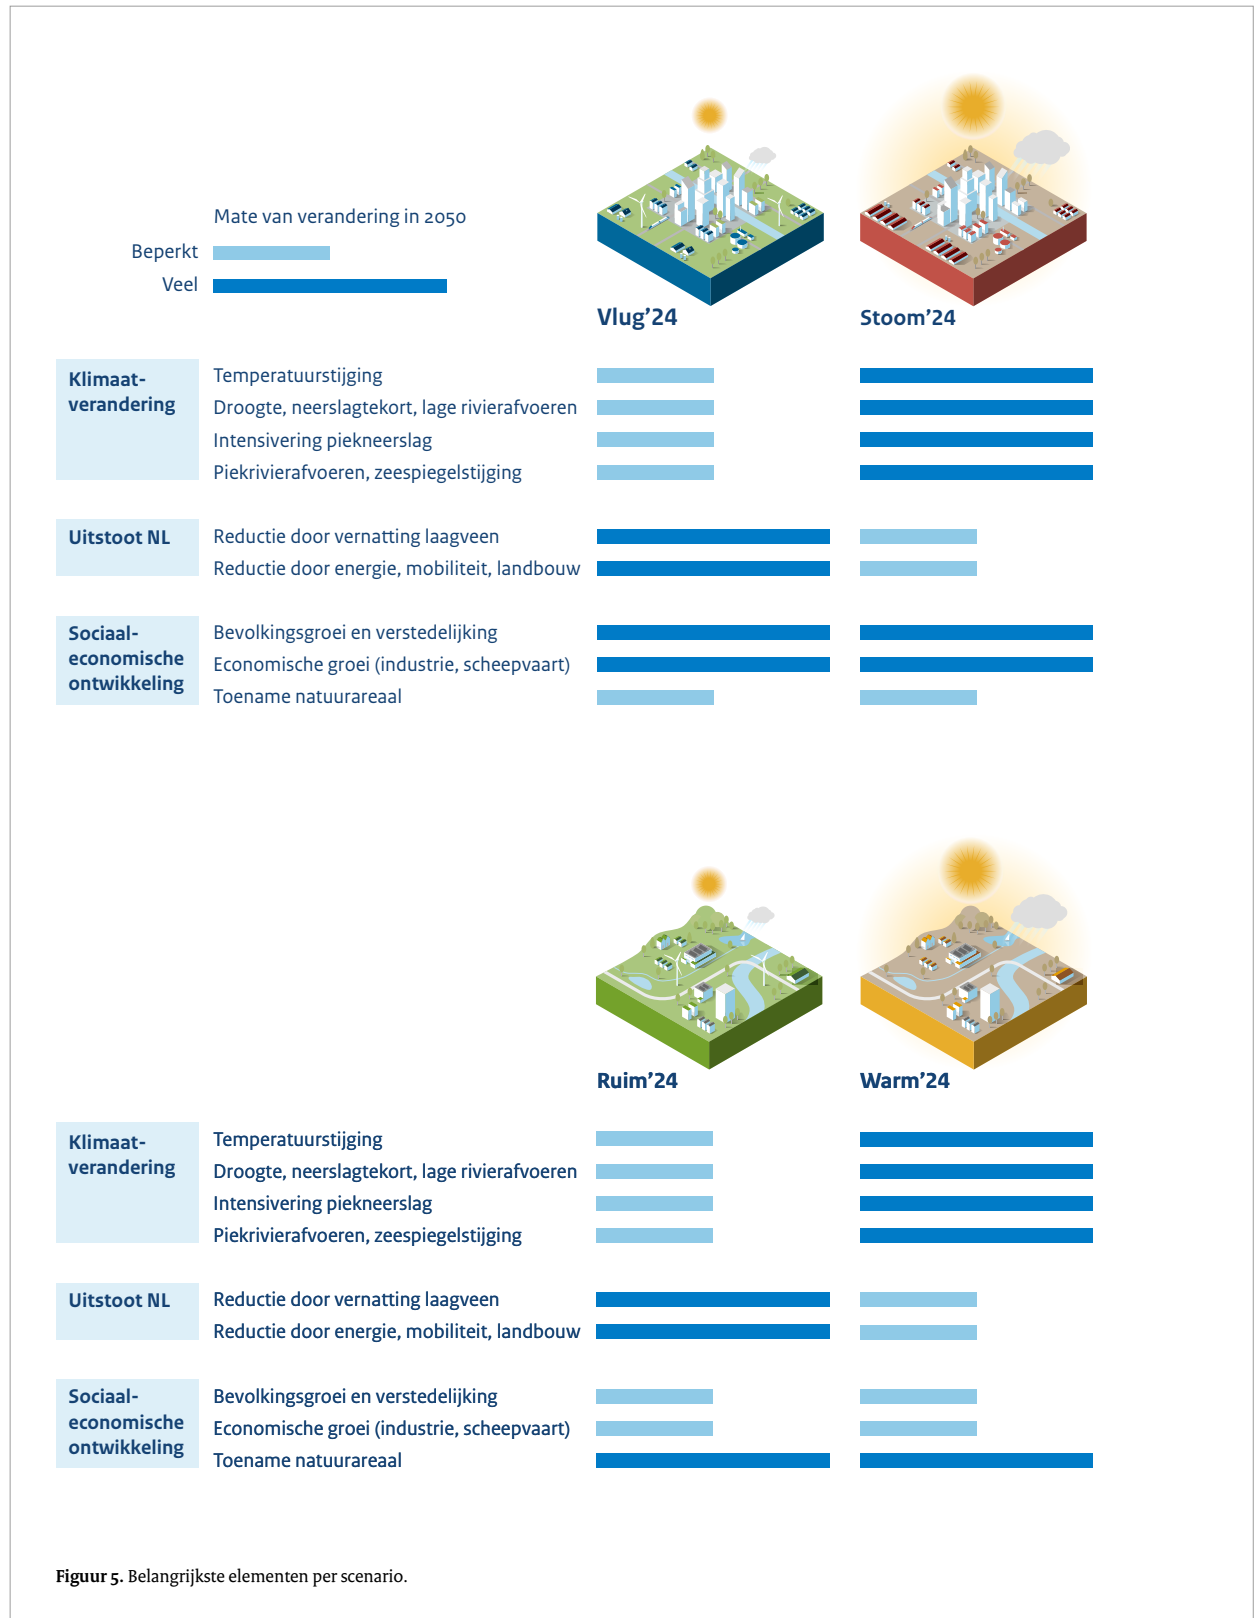 Mate van verandering in 2050
Beperkt
Veel
Vlug’24
Stoom’24
Klimaat-
verandering
Temperatuurstijging
Droogte, neerslagtekort, lage rivierafvoeren
Intensivering piekneerslag
Piekrivierafvoeren, zeespiegelstijging
Uitstoot NL
Reductie door vernatting laagveen
Reductie door energie, mobiliteit, landbouw
Sociaal-
economische
ontwikkeling
Bevolkingsgroei en verstedelijking
Economische groei (industrie, scheepvaart)
Toename natuurareaal
Ruim’24
Warm’24
Klimaat-
verandering
Temperatuurstijging
Droogte, neerslagtekort, lage rivierafvoeren
Intensivering piekneerslag
Piekrivierafvoeren, zeespiegelstijging
Uitstoot NL
Reductie door vernatting laagveen
Reductie door energie, mobiliteit, landbouw
Sociaal-
economische
ontwikkeling
Bevolkingsgroei en verstedelijking
Economische groei (industrie, scheepvaart)
Toename natuurareaal
Figuur 5. Belangrijkste elementen per scenario.